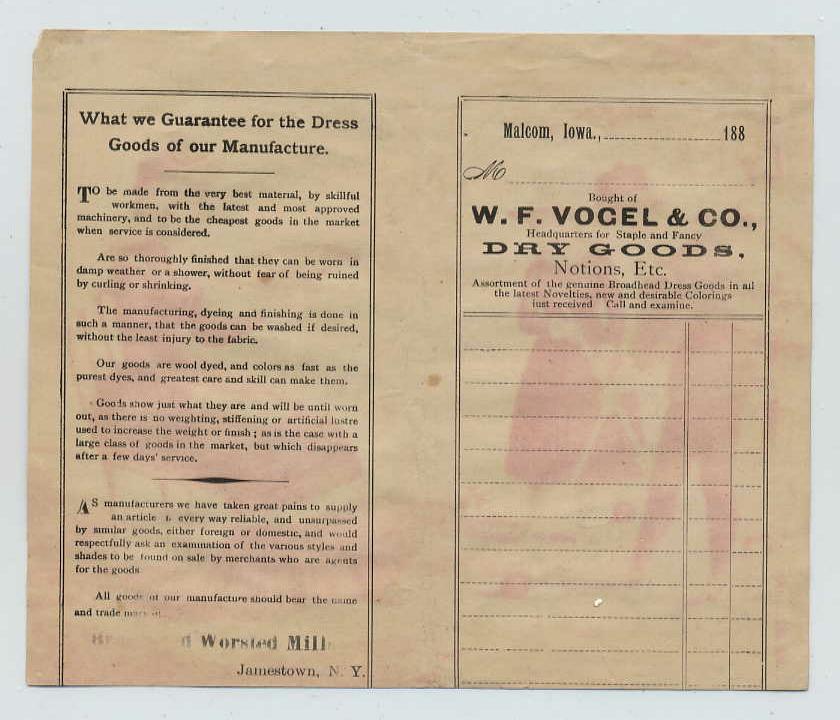 What we Guarantee for the Dress
Goods of our Manufacture.
TO be made from the very best material, by skillful
workmen, with the latest and most approved
machinery, and to be the cheapest goods in the market
when service is considered.
Are so thoroughly finished that they can be worn in
damp weather or a shower, without fear of being ruined
by curling or shrinking.
The manufacturing, dyeing and finishing is done in
such a manner, that the goods can be washed if desired,
without the least injury to the fabric.
Our goods are wool dyed, and colors as fast as the
purest dyes, and greatest care and skill can make them.
Goods show just what they are and will be until worn
out, as there is no weighting, stiffening or artificial lustre
used to increase the weight or finish; as is the case with a
large class of goods in the market, but which disappears
after a few days' service.
AS manufacturers we have taken great pains to supply
an article every way reliable, and unsurpassed
by similar goods, either foreign or domestic, and would
respectfully ask an examination of the various styles and
shades to be found on sale by merchants who are agents
for the goods
All goods of our manufacture should bear the name
and trade mark
Worsted Mill
Jamestown, N. Y.
Malcom, Iowa., 188
M
Bought of
W. F. VOGEL & CO.,
Headquarters for Staple and Fancy
DRY GOODS,
Notions, Etc.
Assortment of the genuine Broadhead Dress Goods in all
the latest Novelties, new and desirable Colorings
just received Call and examine.